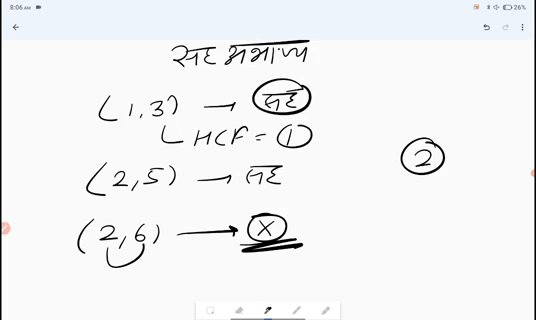 8:06 AM
26%
सह अभाज्य
(1,3) → सह
HCF = 1
(2,5) → सह
2
(2,6) → x